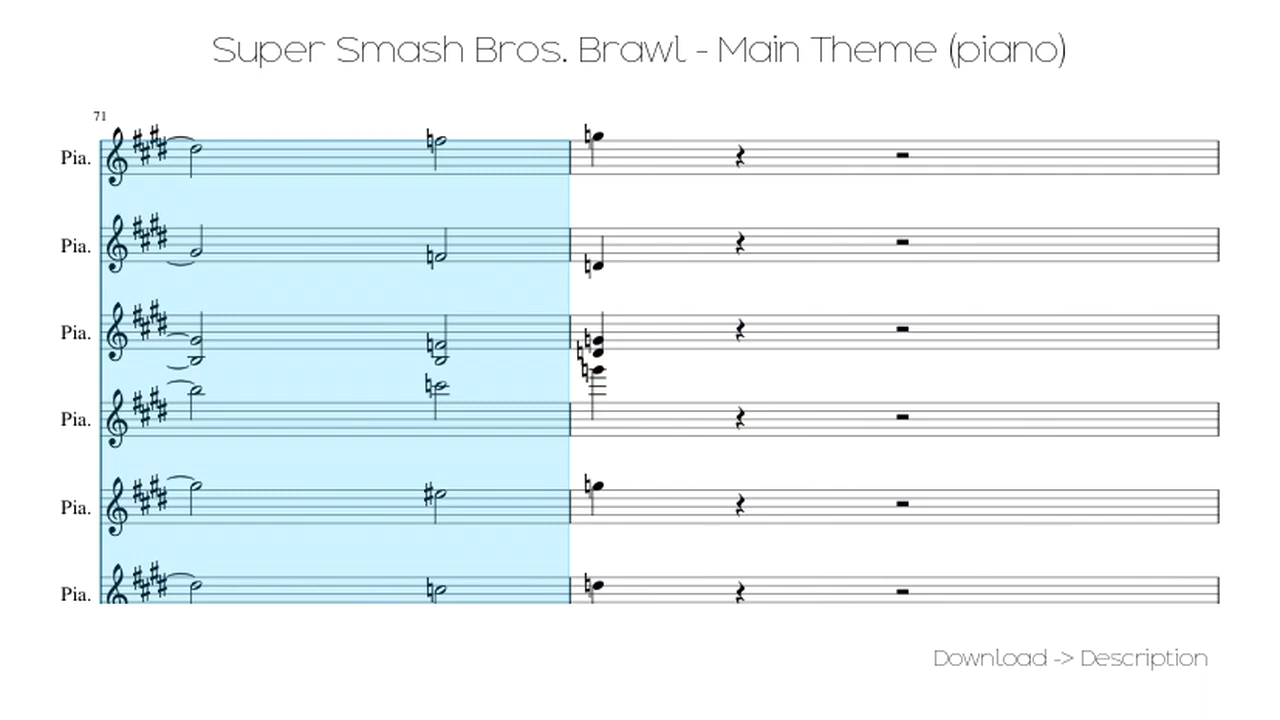 Super Smash Bros. Brawl - Main Theme (piano)
71
Pia.
Pia.
Pia.
Pia.
Pia.
Pia.
Download -> Description